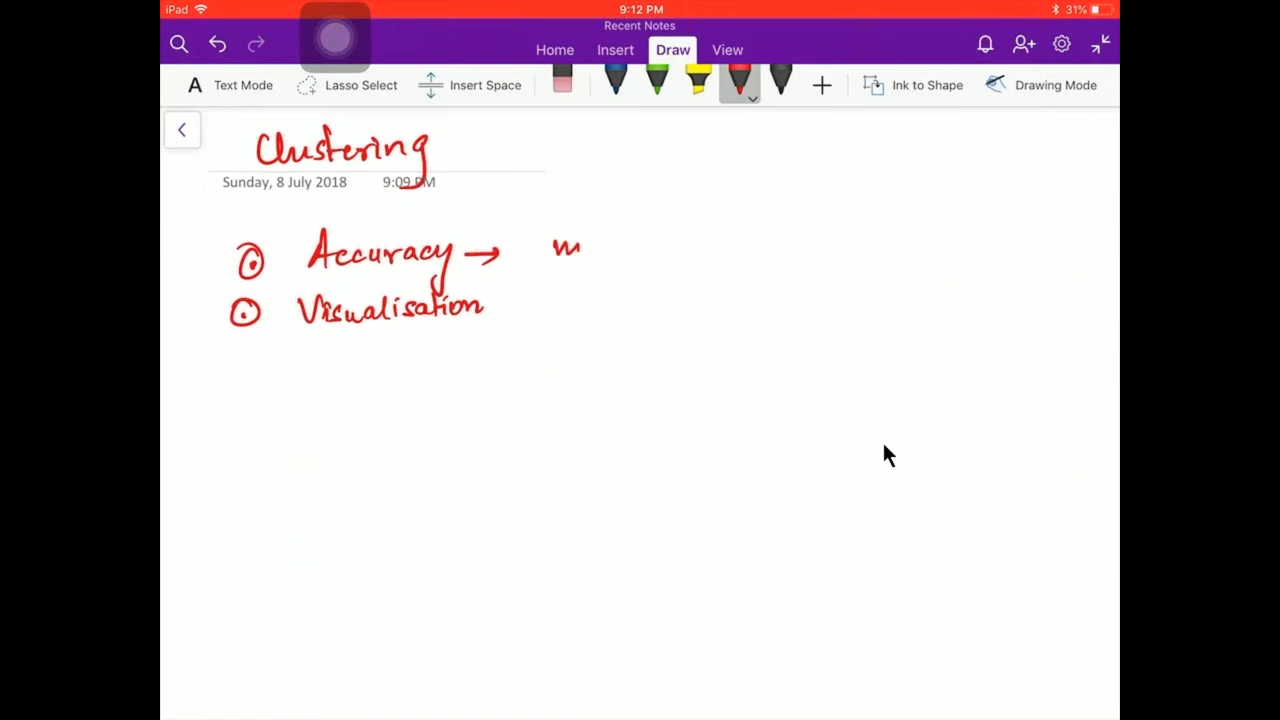 iPad 9:12 PM 31%
Recent Notes
Home Insert Draw View
A Text Mode Lasso Select Insert Space Ink to Shape Drawing Mode
Clustering
Sunday, 8 July 2018 9:09 PM
Accuracy → m
Visualisation